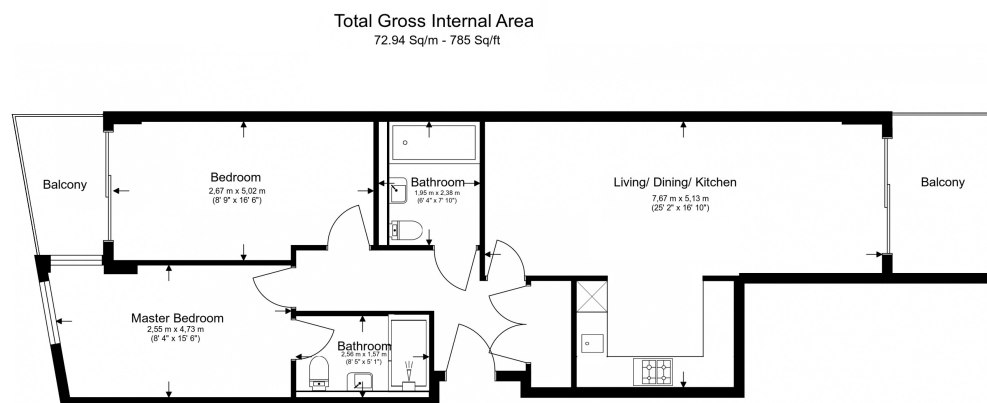 Total Gross Internal Area
72.94 Sq/m - 785 Sq/ft
Balcony
Bedroom
2,67 m x 5,02 m
(8' 9" x 16' 6")
Bathroom
1,95 m x 2,38 m
(6' 4" x 7' 10")
Living/ Dining/ Kitchen
7,67 m x 5,13 m
(25' 2" x 16' 10")
Balcony
Master Bedroom
2,55 m x 4,73 m
(8' 4" x 15' 6")
Bathroom
2,56 m x 1,57 m
(8' 5" x 5' 1")